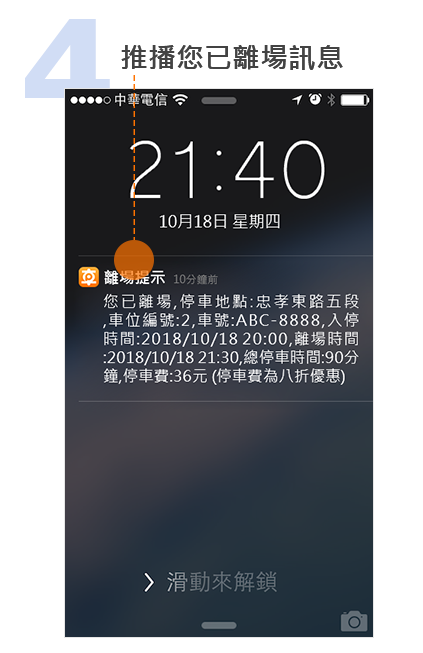 4
推播您已離場訊息
中華電信
21:40
10月18日 星期四
離場提示 10分鐘前
您已離場,停車地點:忠孝東路五段
,車位編號:2,車號:ABC-8888,入停
時間:2018/10/18 20:00,離場時間
:2018/10/18 21:30,總停車時間:90分
鐘,停車費:36元 (停車費為八折優惠)
滑動來解鎖